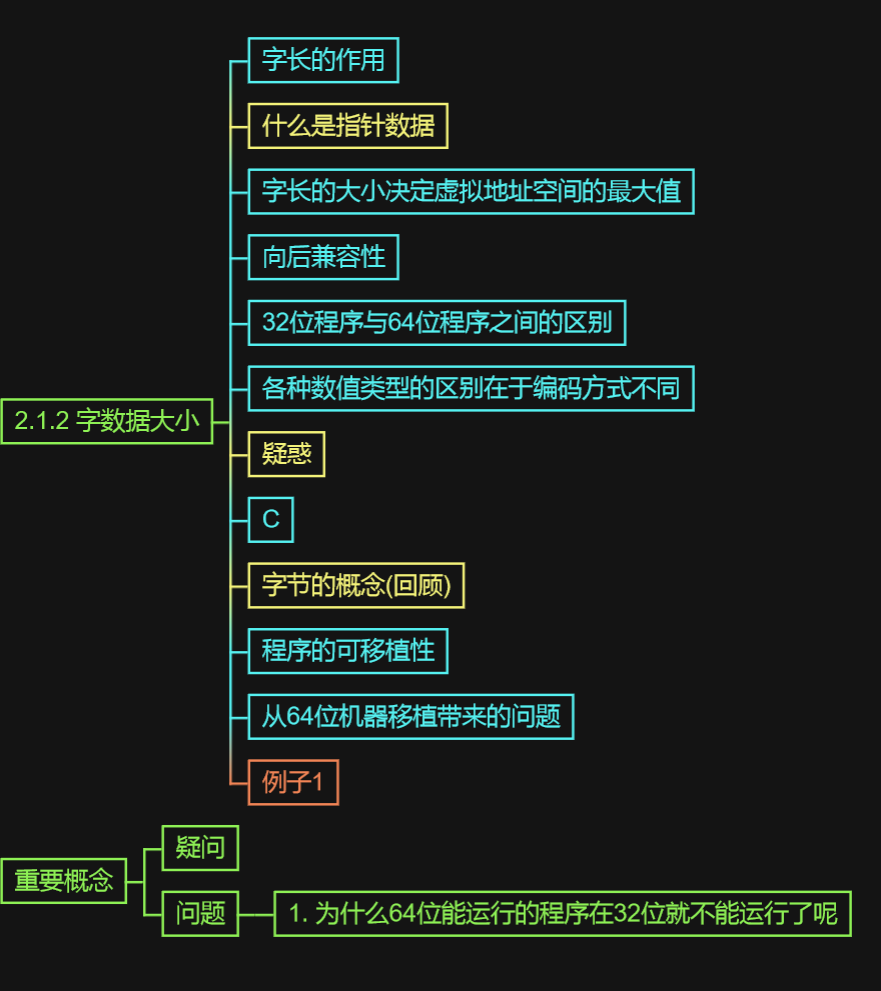 字长的作用
什么是指针数据
字长的大小决定虚拟地址空间的最大值
向后兼容性
32位程序与64位程序之间的区别
各种数值类型的区别在于编码方式不同
2.1.2 字数据大小
疑惑
C
字节的概念(回顾)
程序的可移植性
从64位机器移植带来的问题
例子1
疑问
重要概念
问题
1. 为什么64位能运行的程序在32位就不能运行了呢